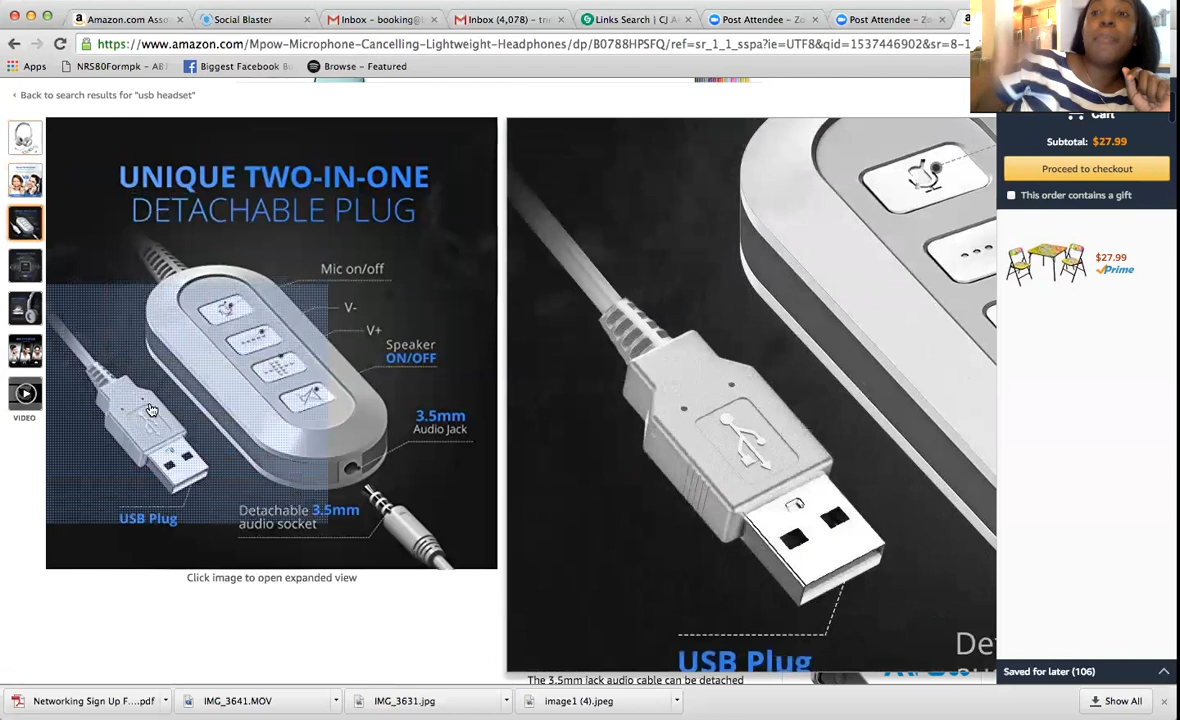 Amazon.com Asso
Social Blaster
Inbox - booking@
Inbox (4,078) - tr
Links Search | CJ A
Post Attendee - Zo
Post Attendee - Zo
https://www.amazon.com/Mpow-Microphone-Cancelling-Lightweight-Headphones/dp/B0788HPSFQ/ref=sr_1_1_sspa?ie=UTF8&qid=1537446902&sr=8-1
Apps
NRS80Formpk - AB
Biggest Facebook Bu
Browse - Featured
‹ Back to search results for "usb headset"
Cart
Subtotal: $27.99
Proceed to checkout
This order contains a gift
$27.99
Prime
UNIQUE TWO-IN-ONE
DETACHABLE PLUG
Mic on/off
V-
V+
Speaker
ON/OFF
3.5mm
Audio Jack
Detachable 3.5mm
audio socket
USB Plug
VIDEO
Click image to open expanded view
USB Plug
De
The 3.5mm jack audio cable can be detached
Saved for later (106)
Networking Sign Up F....pdf
IMG_3641.MOV
IMG_3631.jpg
image1 (4).jpeg
Show All